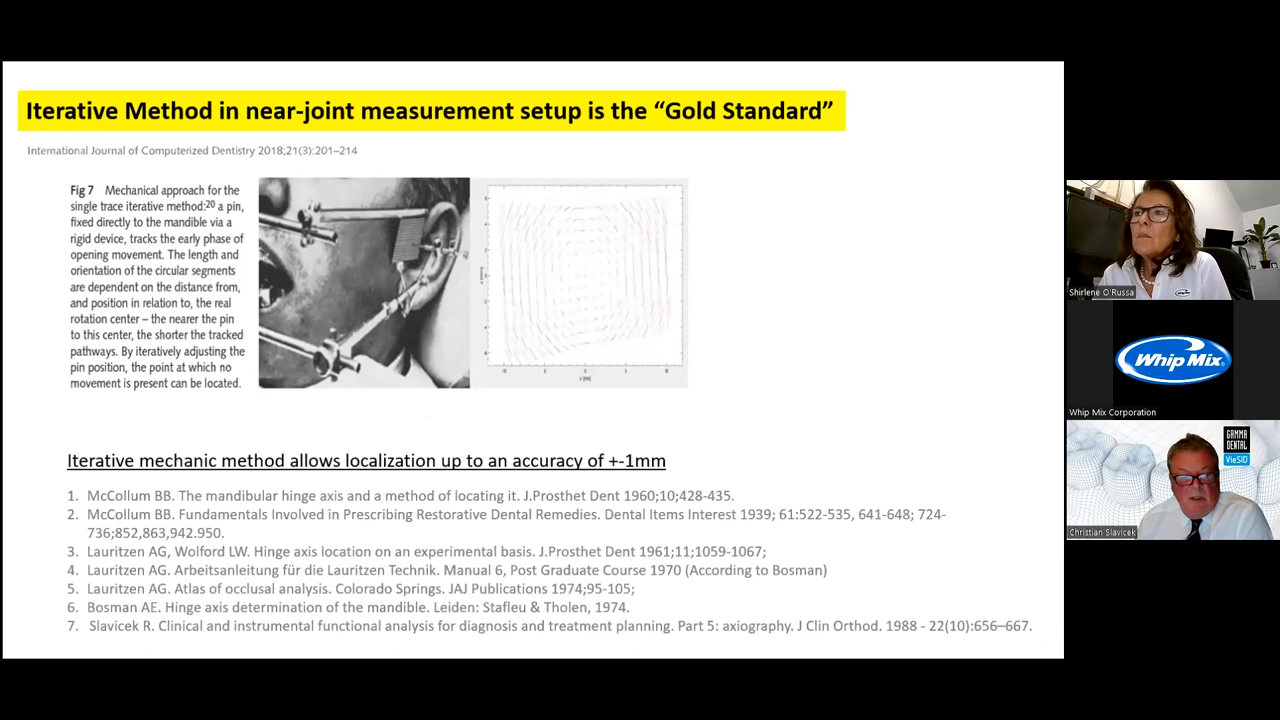 Iterative Method in near-joint measurement setup is the “Gold Standard”
International Journal of Computerized Dentistry 2018;21(3):201–214
Fig 7 Mechanical approach for the
single trace iterative method:20 a pin,
fixed directly to the mandible via a
rigid device, tracks the early phase of
opening movement. The length and
orientation of the circular segments
are dependent on the distance from,
and position in relation to, the real
rotation center – the nearer the pin
to this center, the shorter the tracked
pathways. By iteratively adjusting the
pin position, the point at which no
movement is present can be located.
Iterative mechanic method allows localization up to an accuracy of +-1mm
1. McCollum BB. The mandibular hinge axis and a method of locating it. J.Prosthet Dent 1960;10;428-435.
2. McCollum BB. Fundamentals Involved in Prescribing Restorative Dental Remedies. Dental Items Interest 1939; 61:522-535, 641-648; 724-
736;852,863,942.950.
3. Lauritzen AG, Wolford LW. Hinge axis location on an experimental basis. J.Prosthet Dent 1961;11;1059-1067;
4. Lauritzen AG. Arbeitsanleitung für die Lauritzen Technik. Manual 6, Post Graduate Course 1970 (According to Bosman)
5. Lauritzen AG. Atlas of occlusal analysis. Colorado Springs. JAJ Publications 1974;95-105;
6. Bosman AE. Hinge axis determination of the mandible. Leiden: Stafleu & Tholen, 1974.
7. Slavicek R. Clinical and instrumental functional analysis for diagnosis and treatment planning. Part 5: axiography. J Clin Orthod. 1988 - 22(10):656–667.
Shirlene O'Russa
Whip Mix
Whip Mix Corporation
GAMMA
DENTAL
VieSID
Christian Slavicek